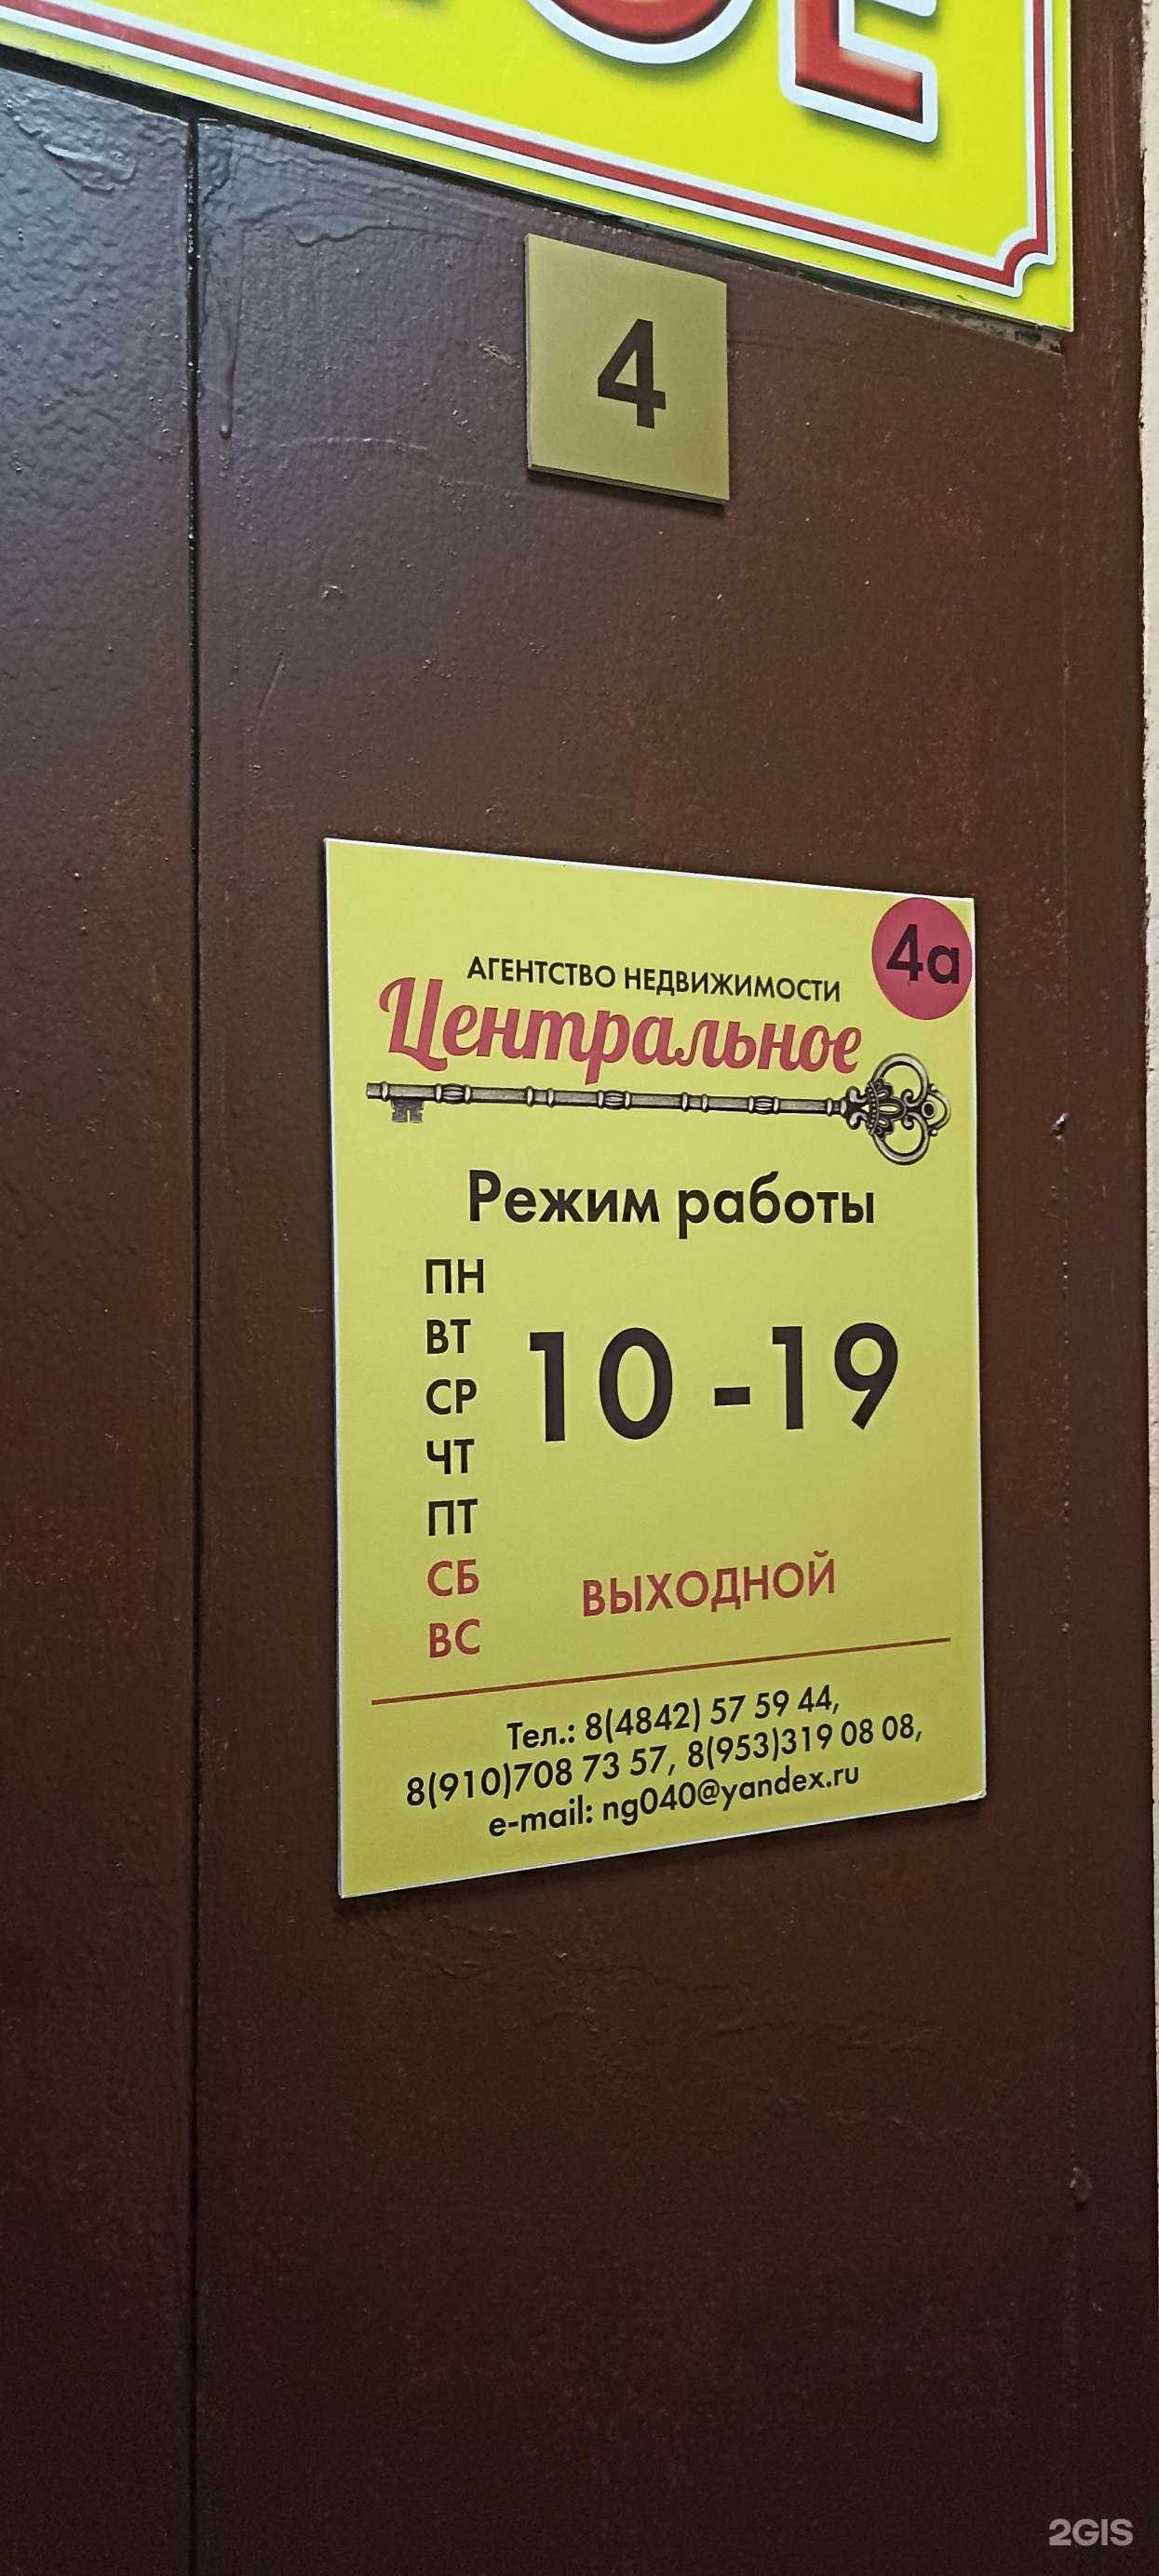 4
4а
АГЕНТСТВО НЕДВИЖИМОСТИ
Центральное
Режим работы
ПН
ВТ
10 - 19
СР
ЧТ
ПТ
СБ
ВЫХОДНОЙ
ВС
Тел.: 8(4842) 57 59 44,
8(910)708 73 57, 8(953)319 08 08,
e-mail: ng040@yandex.ru
2GIS